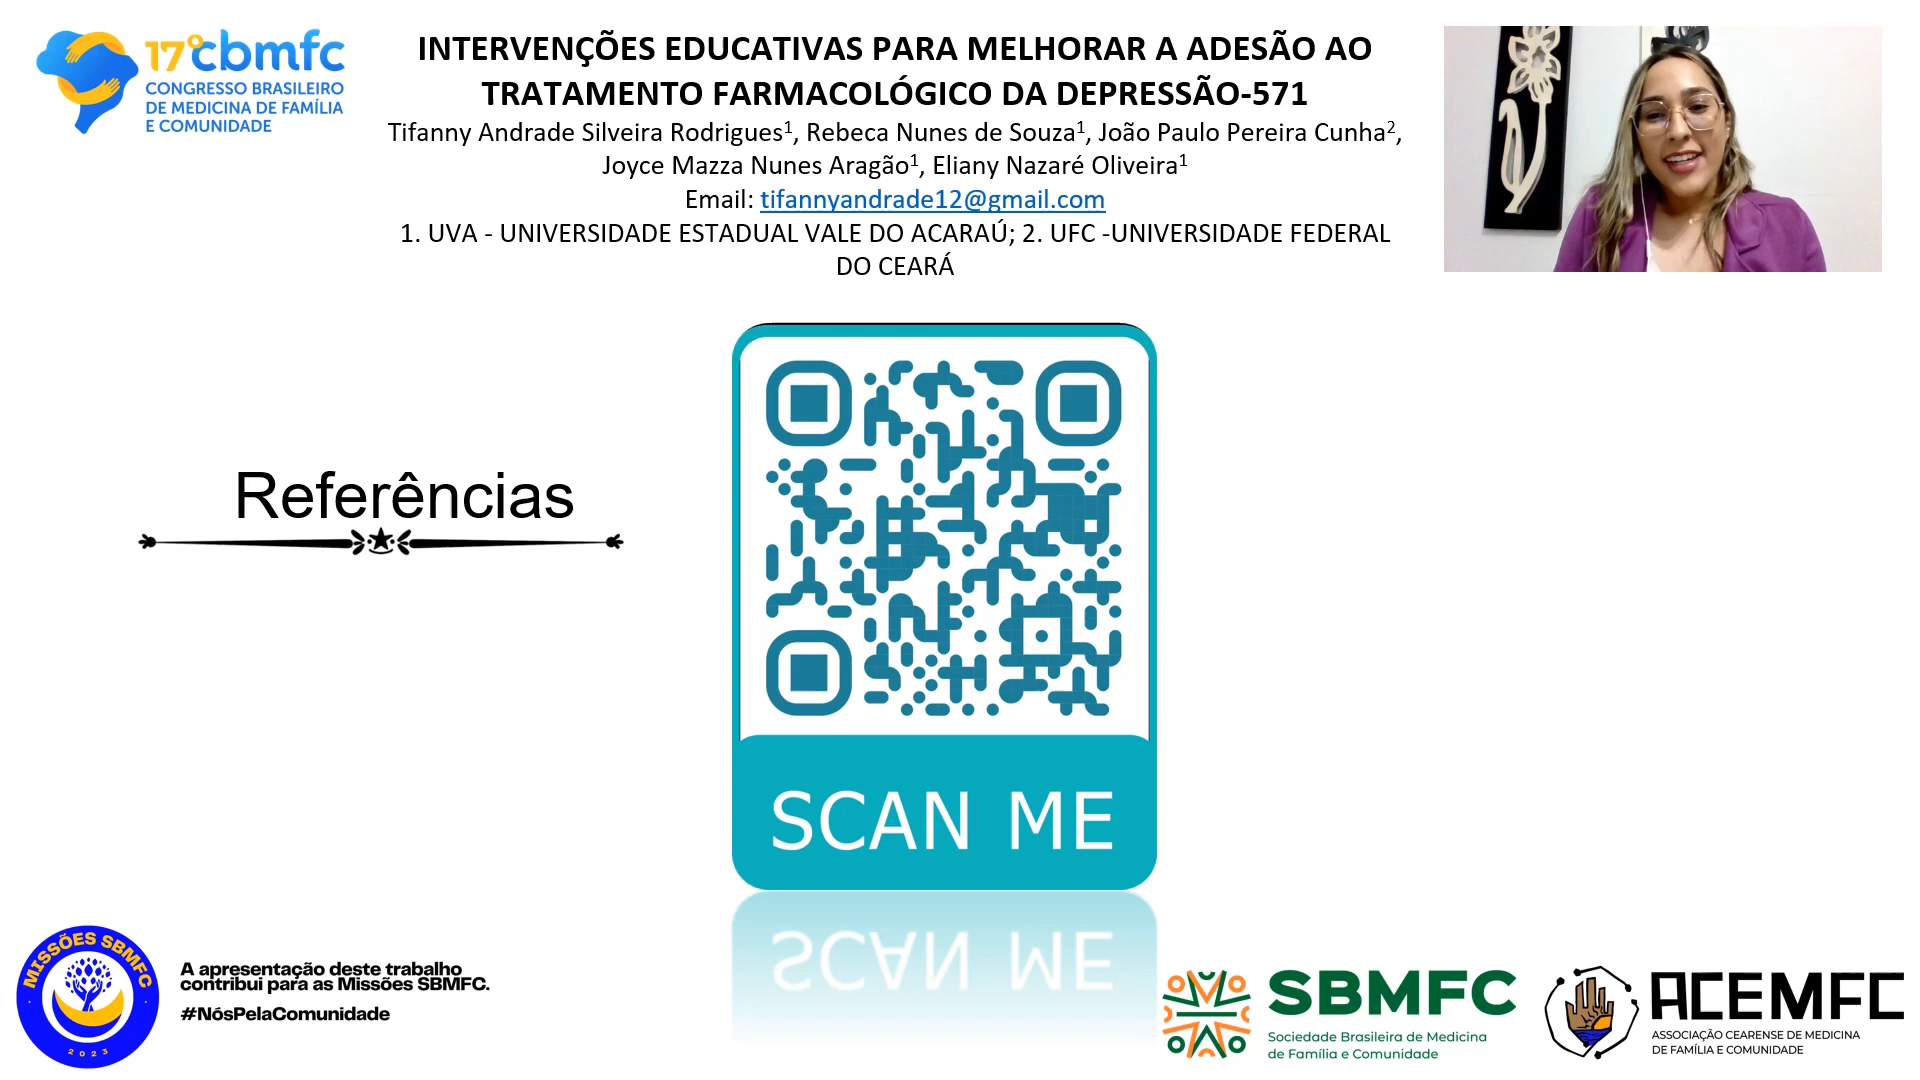 17º cbmfc
CONGRESSO BRASILEIRO
DE MEDICINA DE FAMÍLIA
E COMUNIDADE
INTERVENÇÕES EDUCATIVAS PARA MELHORAR A ADESÃO AO
TRATAMENTO FARMACOLÓGICO DA DEPRESSÃO-571
Tifanny Andrade Silveira Rodrigues¹, Rebeca Nunes de Souza¹, João Paulo Pereira Cunha²,
Joyce Mazza Nunes Aragão¹, Eliany Nazaré Oliveira¹
Email: tifannyandrade12@gmail.com
1. UVA - UNIVERSIDADE ESTADUAL VALE DO ACARAÚ; 2. UFC -UNIVERSIDADE FEDERAL
DO CEARÁ
Referências
SCAN ME
SCAN ME
MISSÕES SBMFC
2023
A apresentação deste trabalho
contribui para as Missões SBMFC.
#NósPelaComunidade
SBMFC
Sociedade Brasileira de Medicina
de Família e Comunidade
ACEMFC
ASSOCIAÇÃO CEARENSE DE MEDICINA
DE FAMÍLIA E COMUNIDADE